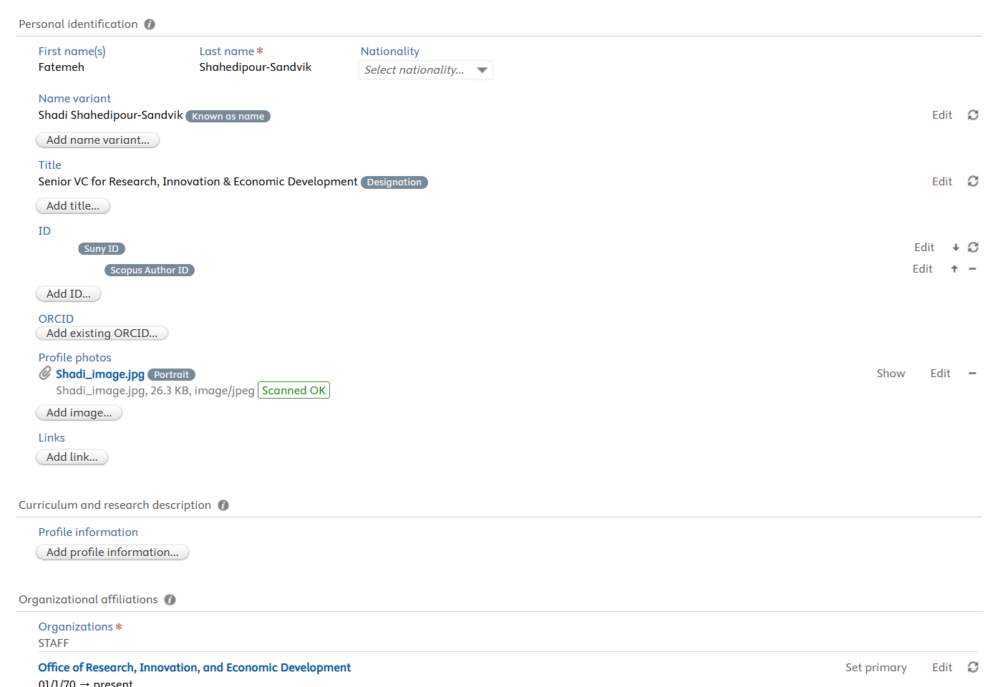 Personal identification
First name(s) Last name * Nationality
Fatemeh Shahedipour-Sandvik Select nationality...
Name variant
Shadi Shahedipour-Sandvik Known as name Edit
Add name variant...
Title
Senior VC for Research, Innovation & Economic Development Designation Edit
Add title...
ID
Suny ID Edit
Scopus Author ID Edit
Add ID...
ORCID
Add existing ORCID...
Profile photos
Shadi_image.jpg Portrait Show Edit
Shadi_image.jpg, 26.3 KB, image/jpeg Scanned OK
Add image...
Links
Add link...
Curriculum and research description
Profile information
Add profile information...
Organizational affiliations
Organizations *
STAFF
Office of Research, Innovation, and Economic Development Set primary Edit
01/1/70 → present